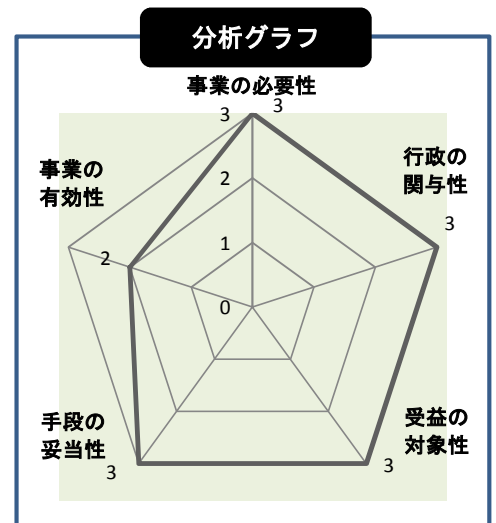 分析グラフ
事業の必要性
3
3
行政の
関与性
3
事業の
有効性
2
2
1
0
受益の
対象性
3
手段の
妥当性
3